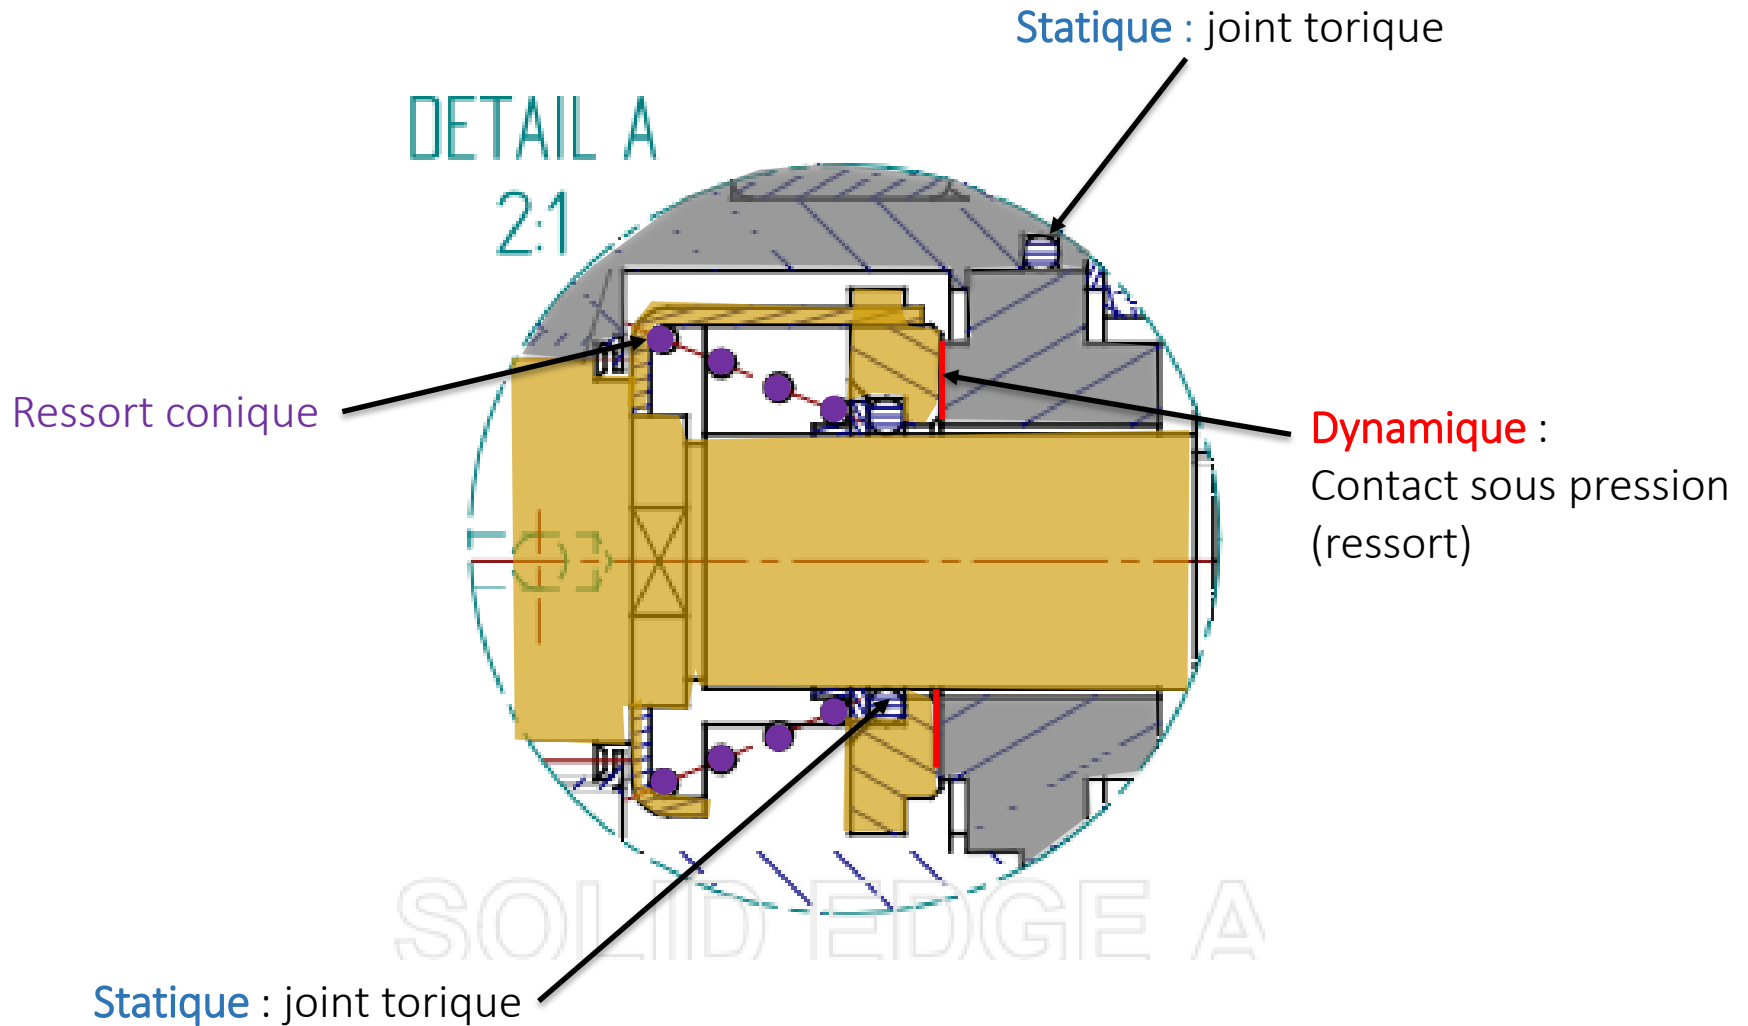 Statique : joint torique
DETAIL A
2:1
Ressort conique
Dynamique :
Contact sous pression
(ressort)
SOLID EDGE A
Statique : joint torique